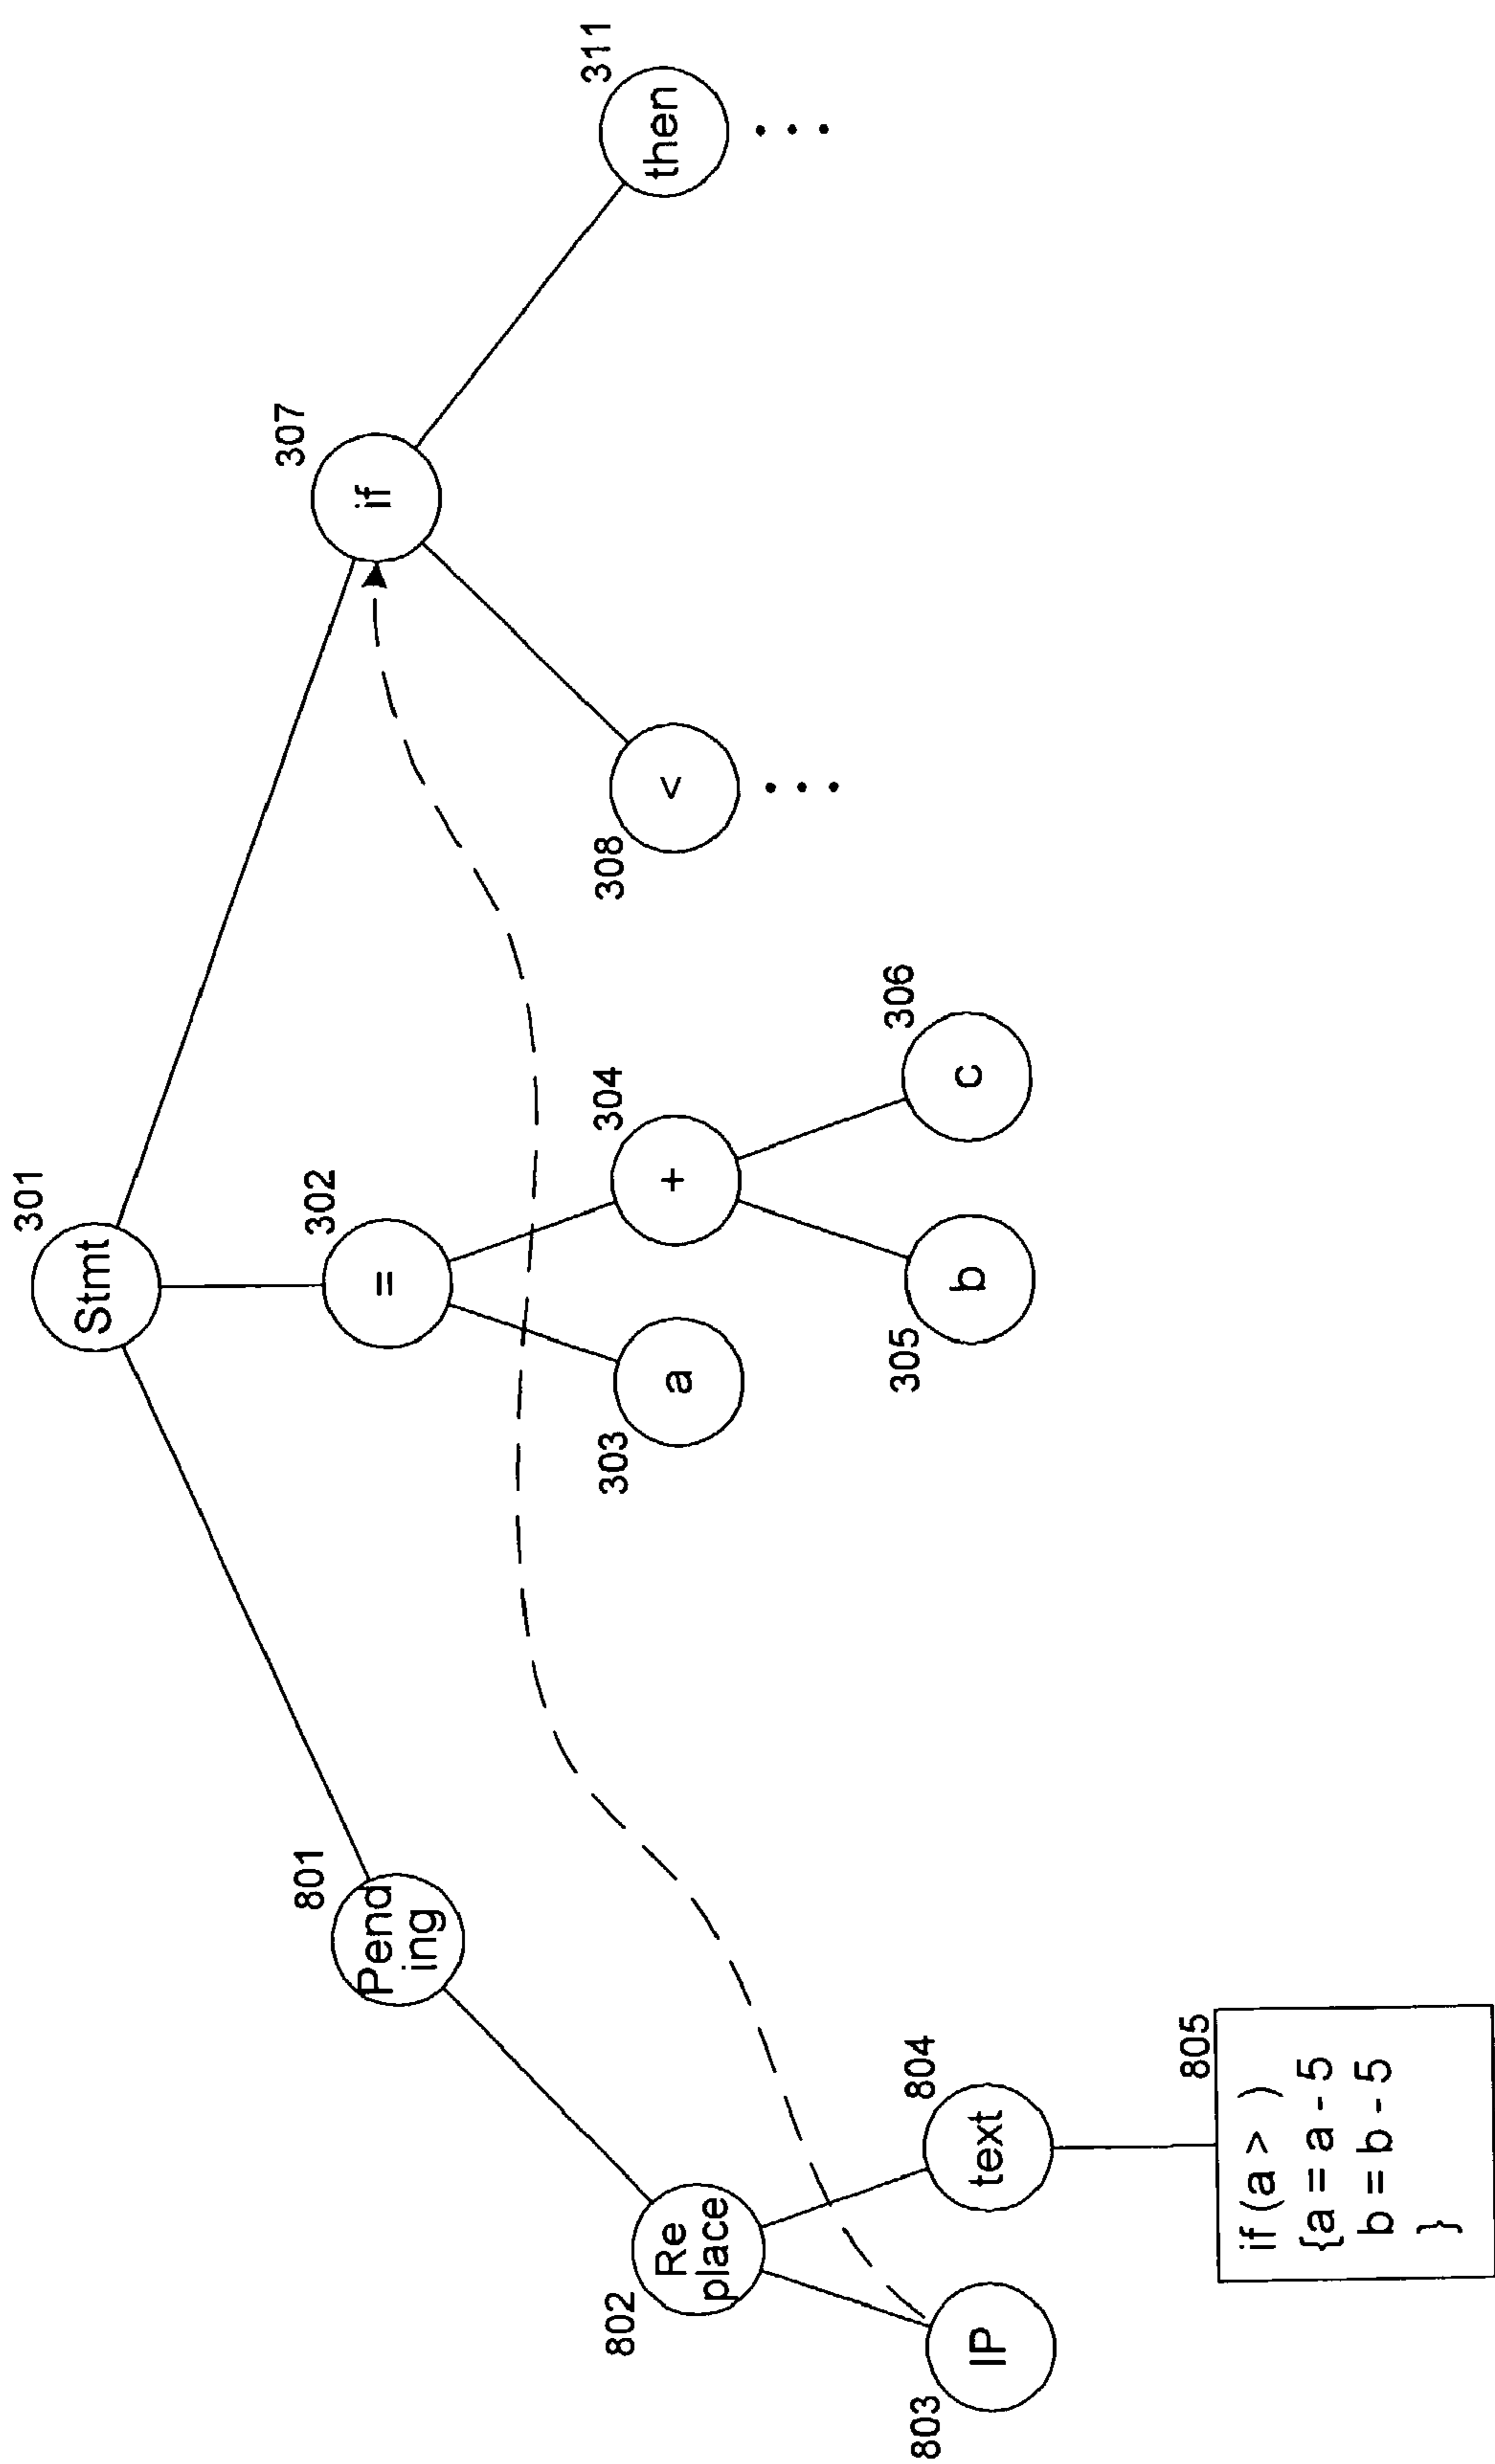 301
Stmt
801
Pend
ing
302
=
307
if
802
Re
place
303
a
304
+
308
<
311
then
803
IP
804
text
305
b
306
c
805
if (a > )
{a = a - 5
b = b - 5
}